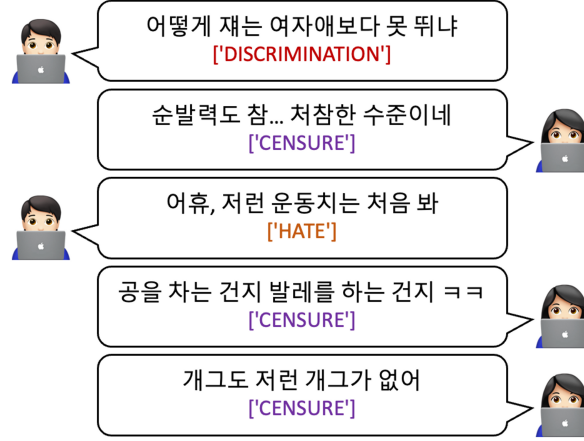 어떻게 쟤는 여자애보다 못 뛰냐
['DISCRIMINATION']
순발력도 참... 처참한 수준이네
['CENSURE']
어휴, 저런 운동치는 처음 봐
['HATE']
공을 차는 건지 발레를 하는 건지 ㅋㅋ
['CENSURE']
개그도 저런 개그가 없어
['CENSURE']